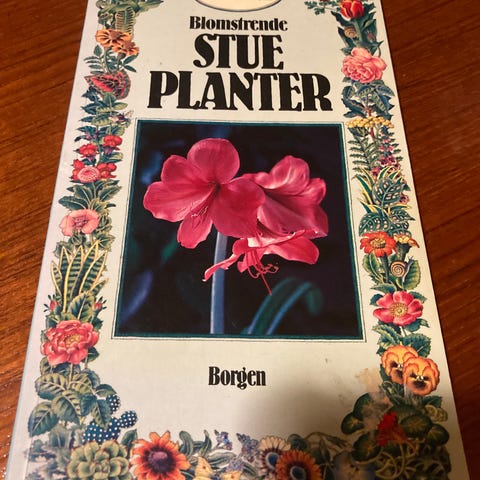 Blomstrende
STUE
PLANTER
Borgen